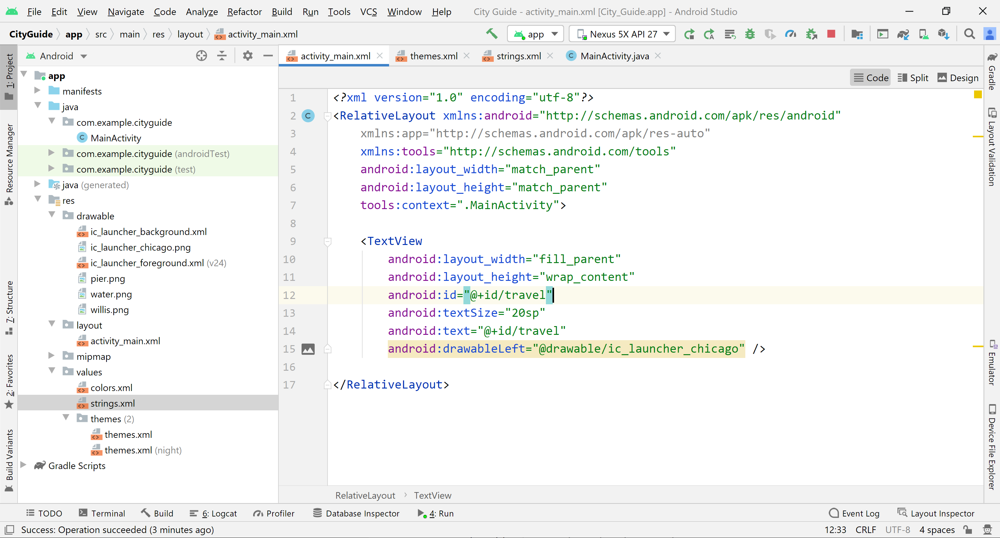 File Edit View Navigate Code Analyze Refactor Build Run Tools VCS Window Help City Guide - activity_main.xml [City_Guide.app] - Android Studio
CityGuide app src main res layout activity_main.xml app Nexus 5X API 27
Android
app
manifests
java
com.example.cityguide
MainActivity
com.example.cityguide (androidTest)
com.example.cityguide (test)
java (generated)
res
drawable
ic_launcher_background.xml
ic_launcher_chicago.png
ic_launcher_foreground.xml (v24)
pier.png
water.png
willis.png
layout
activity_main.xml
mipmap
values
colors.xml
strings.xml
themes (2)
themes.xml
themes.xml (night)
Gradle Scripts
1: Project
Resource Manager
7: Structure
2: Favorites
Build Variants
activity_main.xml themes.xml strings.xml MainActivity.java
Code Split Design
1 <?xml version="1.0" encoding="utf-8"?>
2 <RelativeLayout xmlns:android="http://schemas.android.com/apk/res/android"
3 xmlns:app="http://schemas.android.com/apk/res-auto"
4 xmlns:tools="http://schemas.android.com/tools"
5 android:layout_width="match_parent"
6 android:layout_height="match_parent"
7 tools:context=".MainActivity">
8
9 <TextView
10 android:layout_width="fill_parent"
11 android:layout_height="wrap_content"
12 android:id="@+id/travel"
13 android:textSize="20sp"
14 android:text="@+id/travel"
15 android:drawableLeft="@drawable/ic_launcher_chicago" />
16
17 </RelativeLayout>
RelativeLayout TextView
Gradle
Layout Validation
Emulator
Device File Explorer
TODO Terminal Build 6: Logcat Profiler Database Inspector 4: Run Event Log Layout Inspector
Success: Operation succeeded (3 minutes ago) 12:33 CRLF UTF-8 4 spaces